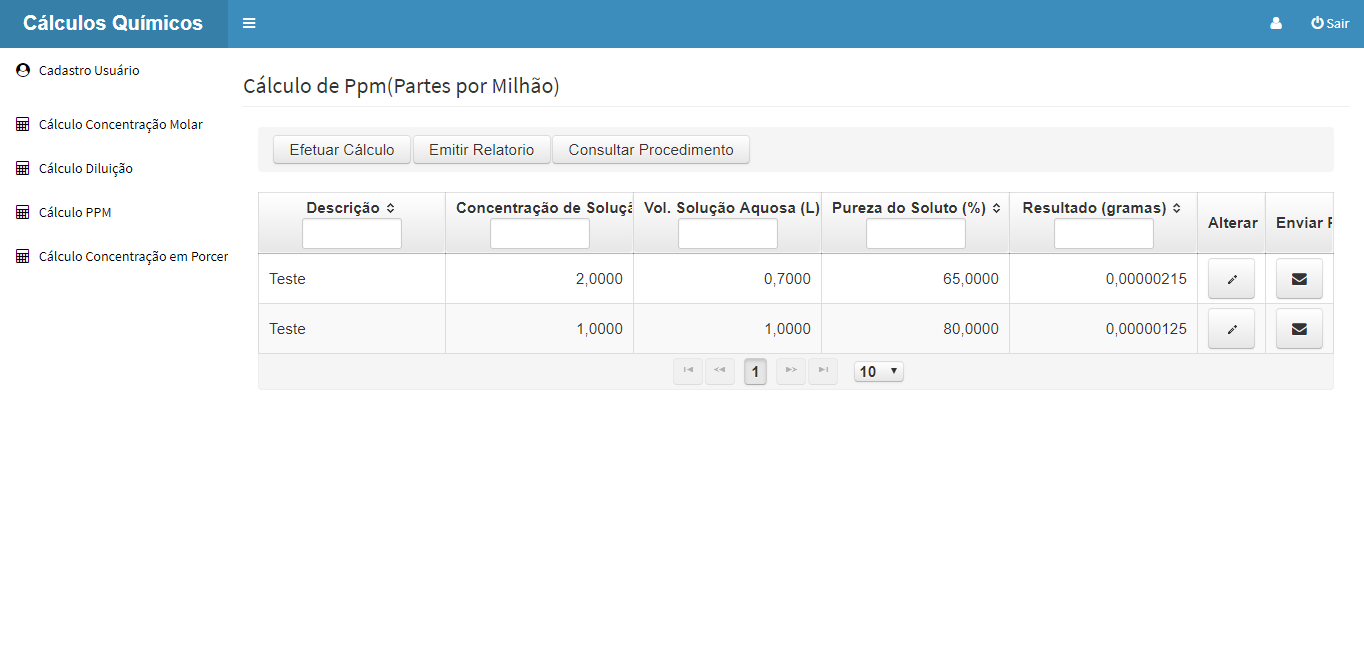 Cálculos Químicos
Sair
Cadastro Usuário
Cálculo Concentração Molar
Cálculo Diluição
Cálculo PPM
Cálculo Concentração em Porcer
Cálculo de Ppm(Partes por Milhão)
Efetuar Cálculo Emitir Relatorio Consultar Procedimento
Descrição Concentração de Soluçã Vol. Solução Aquosa (L) Pureza do Soluto (%) Resultado (gramas) Alterar Enviar
Teste 2,0000 0,7000 65,0000 0,00000215
Teste 1,0000 1,0000 80,0000 0,00000125
1 10